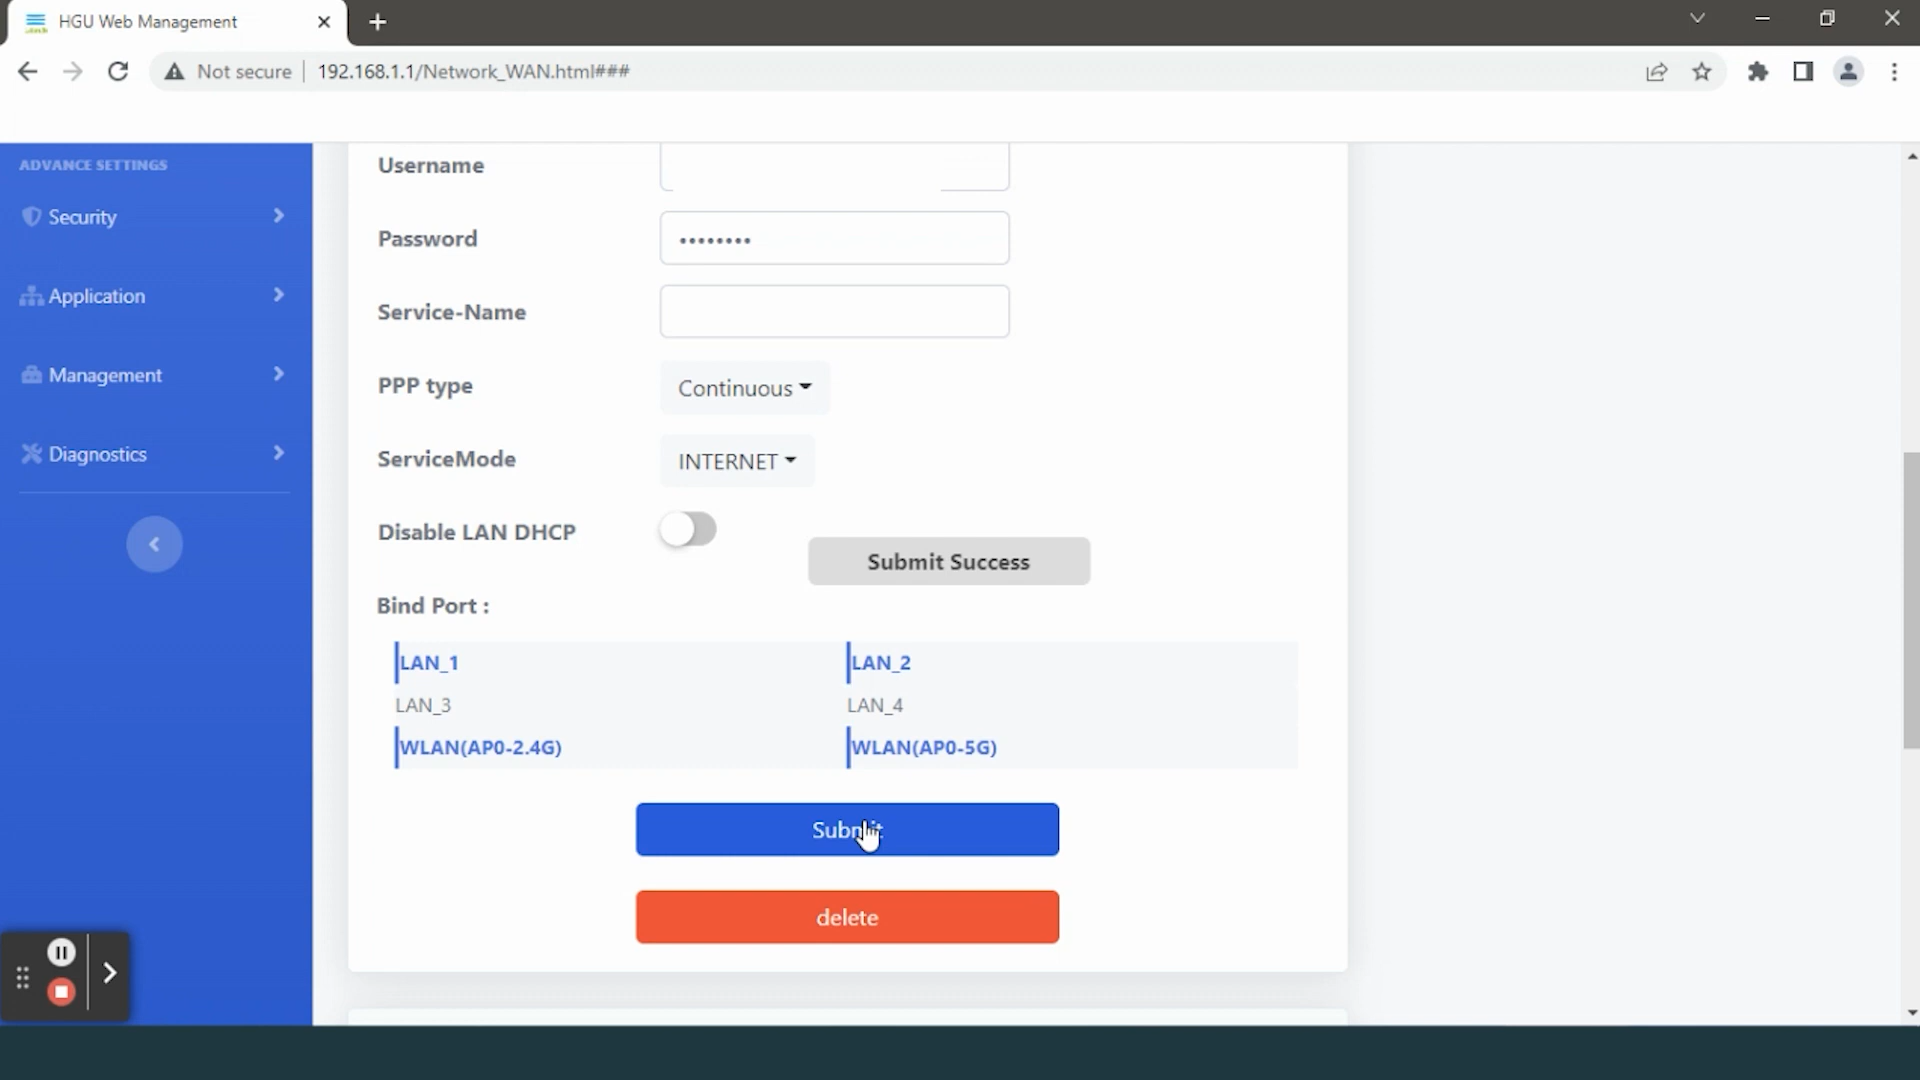 HGU Web Management
Not secure
192.168.1.1/Network_WAN.html###
ADVANCE SETTINGS
Security
Application
Management
Diagnostics
Username
Password
••••••••
Service-Name
PPP type
Continuous
ServiceMode
INTERNET
Disable LAN DHCP
Submit Success
Bind Port :
LAN_1
LAN_2
LAN_3
LAN_4
WLAN(AP0-2.4G)
WLAN(AP0-5G)
Submit
delete